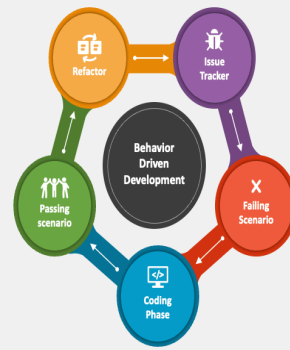 Refactor
Issue
Tracker
Behavior
Driven
Development
Passing
scenario
X
Failing
Scenario
</>
Coding
Phase